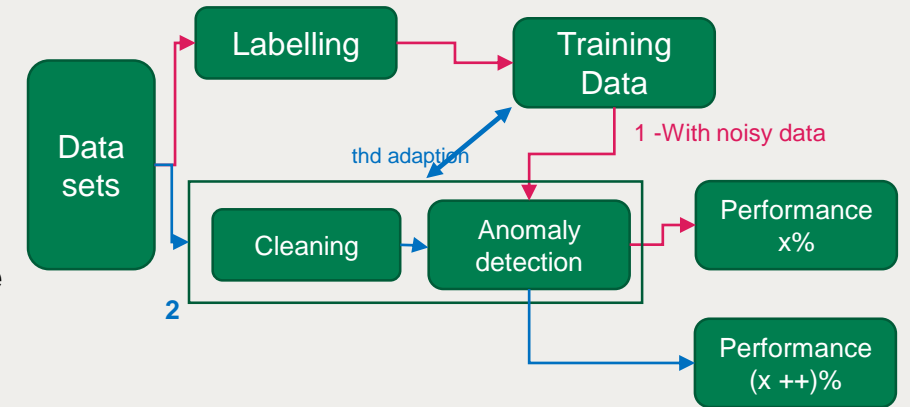 Labelling
Training
Data
Data
sets
1 -With noisy data
thd adaption
Cleaning
Anomaly
detection
Performance
x%
e
2
Performance
(x ++)%